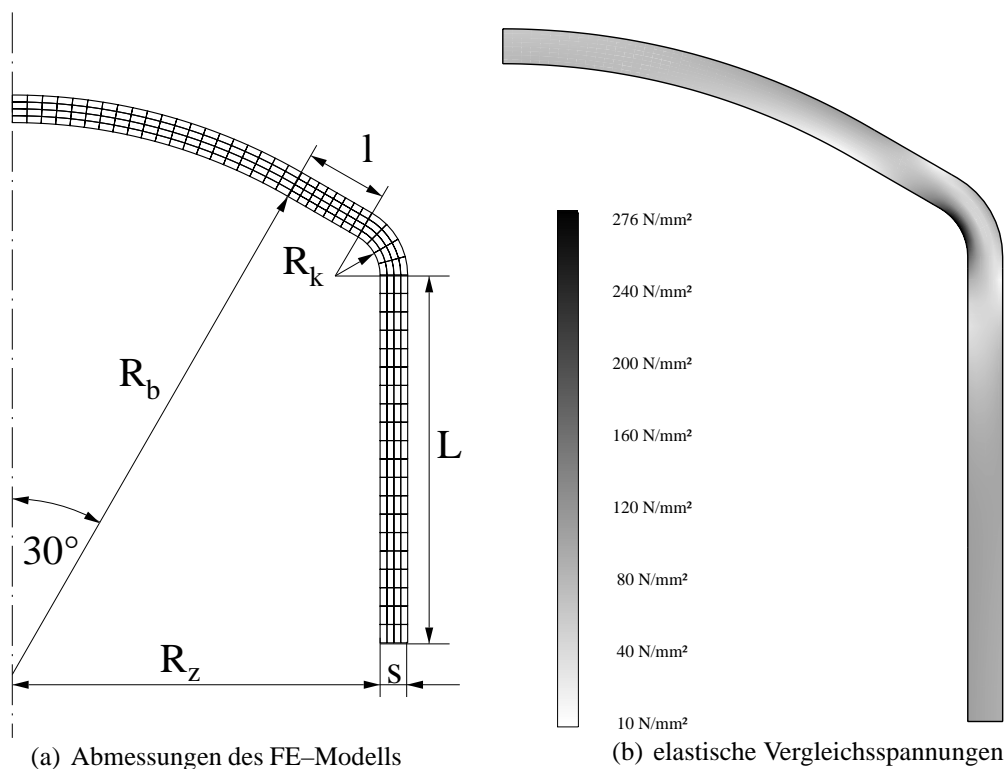 l
R_k
R_b
L
30°
R_z
s
(a) Abmessungen des FE–Modells
276 N/mm²
240 N/mm²
200 N/mm²
160 N/mm²
120 N/mm²
80 N/mm²
40 N/mm²
10 N/mm²
(b) elastische Vergleichsspannungen